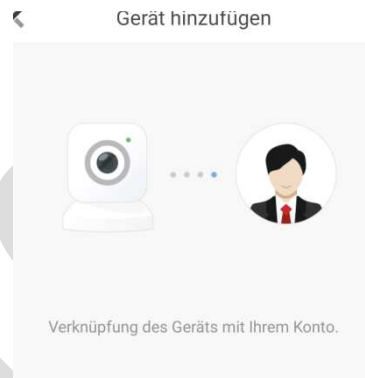 Gerät hinzufügen
Verknüpfung des Geräts mit Ihrem Konto.